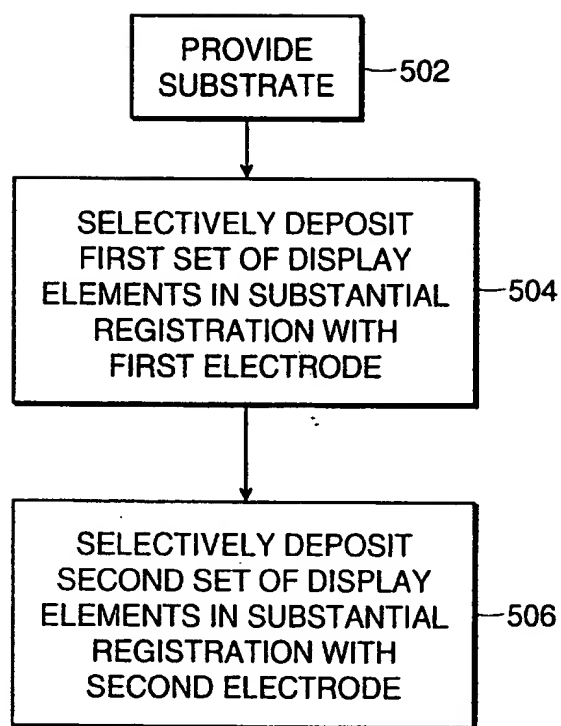 PROVIDE
SUBSTRATE
502
SELECTIVELY DEPOSIT
FIRST SET OF DISPLAY
ELEMENTS IN SUBSTANTIAL
REGISTRATION WITH
FIRST ELECTRODE
504
SELECTIVELY DEPOSIT
SECOND SET OF DISPLAY
ELEMENTS IN SUBSTANTIAL
REGISTRATION WITH
SECOND ELECTRODE
506